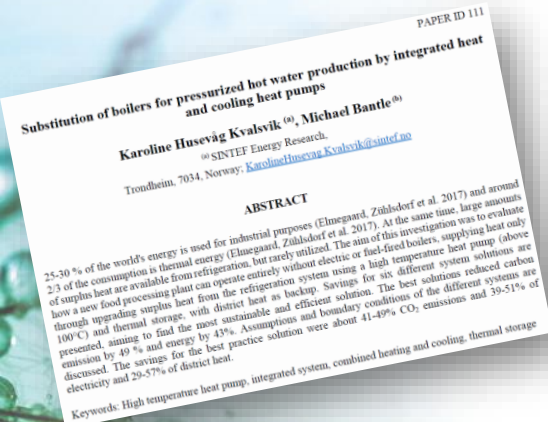 PAPER ID 111
Substitution of boilers for pressurized hot water production by integrated heat
and cooling heat pumps
Karoline Husevåg Kvalsvik (a), Michael Bantle(b)
(a) SINTEF Energy Research,
Trondheim, 7034, Norway; KarolineHusevag.Kvalsvik@sintef.no
ABSTRACT
25-30 % of the world's energy is used for industrial purposes (Elmegaard, Zühlsdorf et al. 2017) and around
2/3 of the consumption is thermal energy (Elmegaard, Zühlsdorf et al. 2017). At the same time, large amounts
of surplus heat are available from refrigeration, but rarely utilized. The aim of this investigation was to evaluate
how a new food processing plant can operate entirely without electric or fuel-fired boilers, supplying heat only
through upgrading surplus heat from the refrigeration system using a high temperature heat pump (above
100°C) and thermal storage, with district heat as backup. Savings for six different system solutions are
presented, aiming to find the most sustainable and efficient solution. The best solutions reduced carbon
emission by 49 % and energy by 43%. Assumptions and boundary conditions of the different systems are
discussed. The savings for the best practice solution were about 41-49% CO2 emissions and 39-51% of
electricity and 29-57% of district heat.
Keywords: High temperature heat pump, integrated system, combined heating and cooling, thermal storage